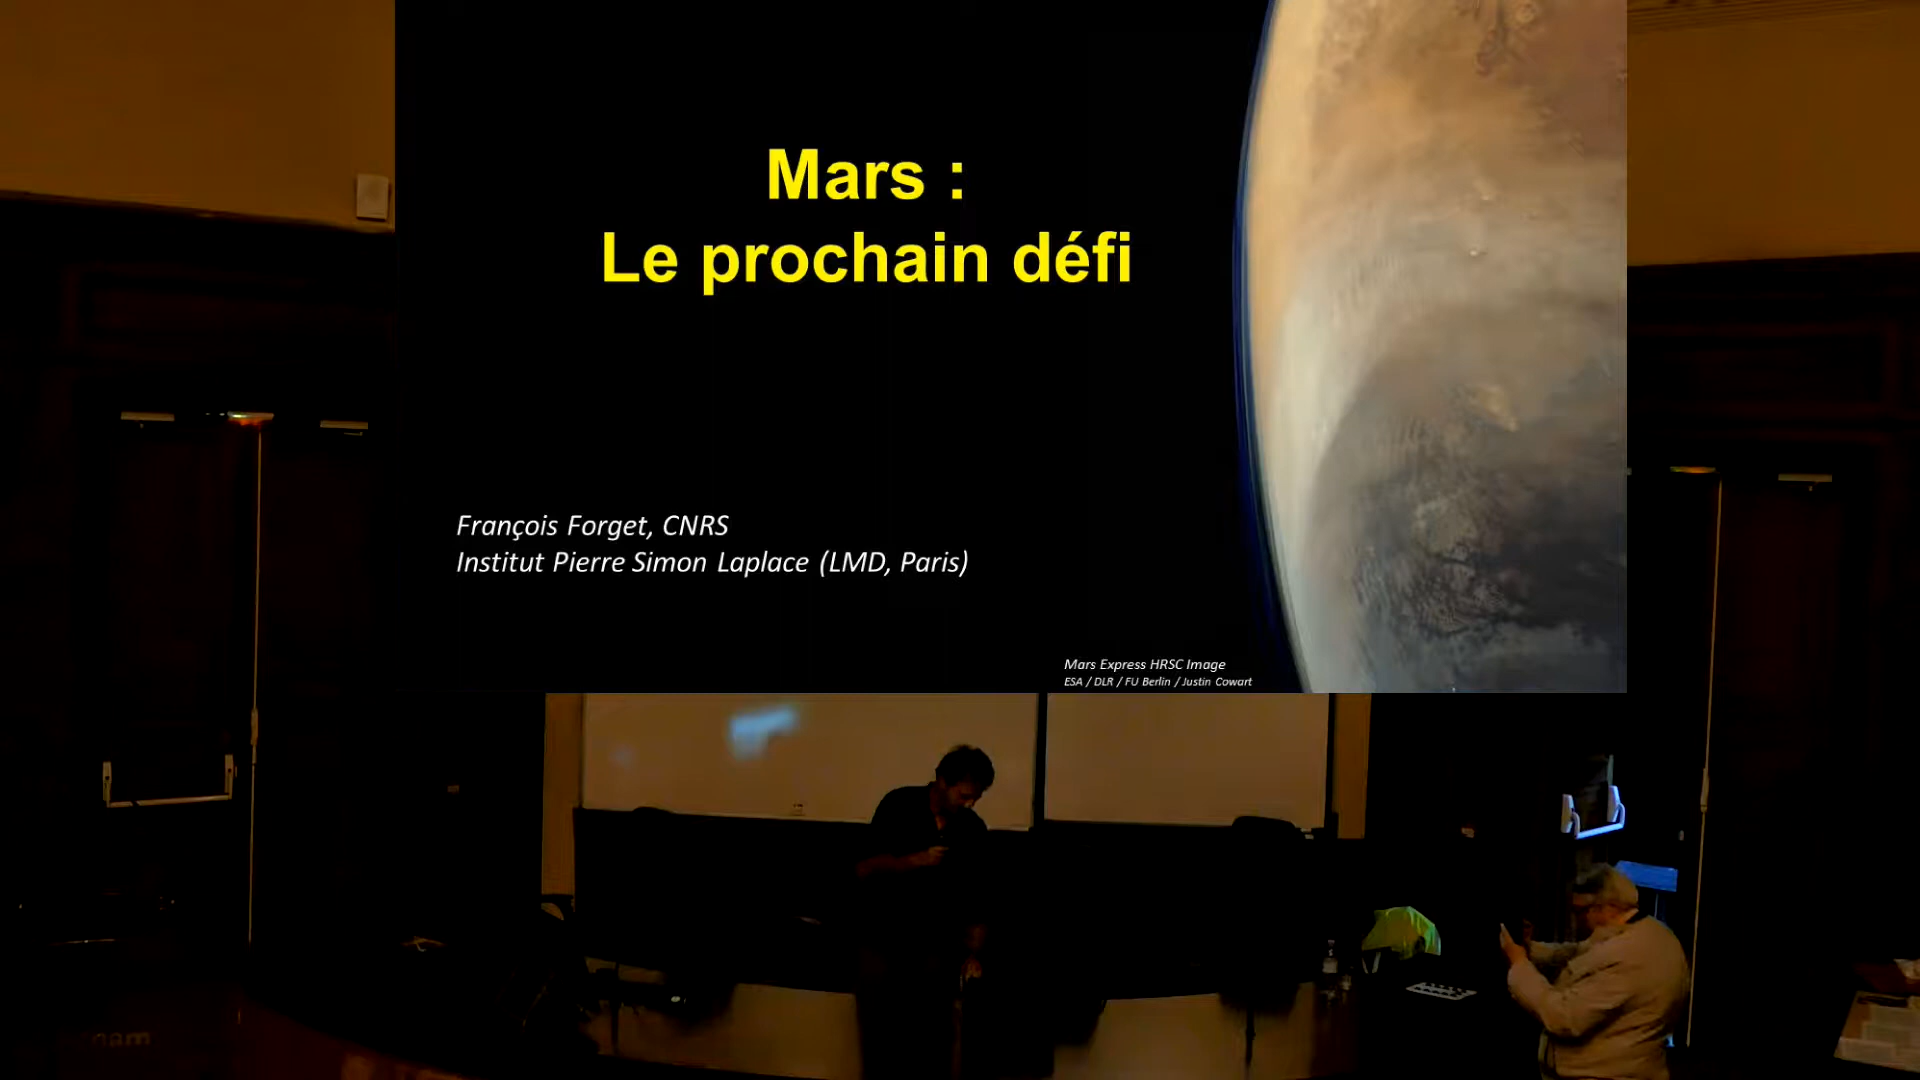 Mars :
Le prochain défi
François Forget, CNRS
Institut Pierre Simon Laplace (LMD, Paris)
Mars Express HRSC Image
ESA / DLR / FU Berlin / Justin Cowart